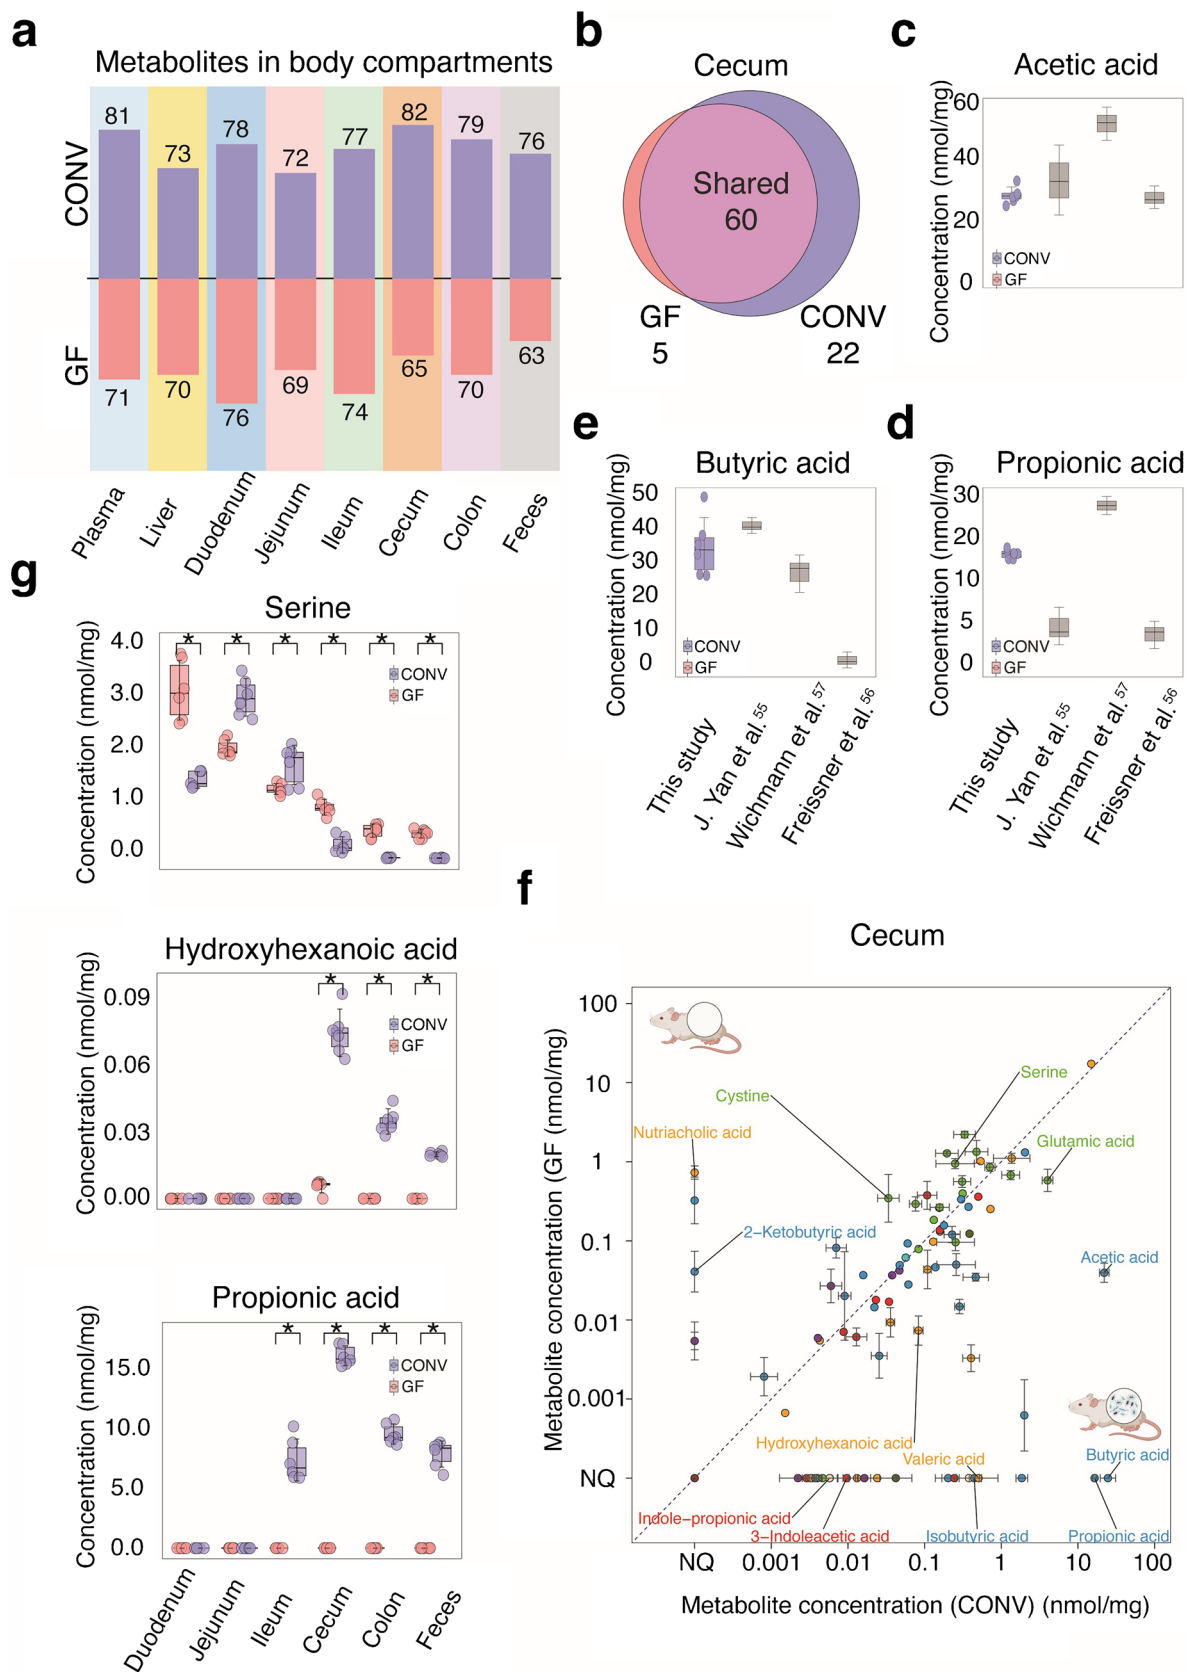 a
Metabolites in body compartments
CONV
GF
81
73
78
72
77
82
79
76
71
70
76
69
74
65
70
63
Plasma
Liver
Duodenum
Jejunum
Ileum
Cecum
Colon
Feces
b
Cecum
Shared
60
GF
5
CONV
22
c
Acetic acid
Concentration (nmol/mg)
60
40
20
0
CONV
GF
e
Butyric acid
Concentration (nmol/mg)
50
40
30
20
10
0
CONV
GF
This study
J. Yan et al.55
Wichmann et al.57
Freissner et al.56
d
Propionic acid
Concentration (nmol/mg)
30
20
10
5
0
CONV
GF
This study
J. Yan et al.55
Wichmann et al.57
Freissner et al.56
g
Serine
Concentration (nmol/mg)
4.0
3.0
2.0
1.0
0.0
* * * * * *
CONV
GF
Hydroxyhexanoic acid
Concentration (nmol/mg)
0.09
0.06
0.03
0.00
* * *
CONV
GF
Propionic acid
Concentration (nmol/mg)
15.0
10.0
5.0
0.0
* * * *
CONV
GF
Duodenum
Jejunum
Ileum
Cecum
Colon
Feces
f
Cecum
Metabolite concentration (GF (nmol/mg)
100
10
1
0.1
0.01
0.001
NQ
Serine
Cystine
Nutriacholic acid
Glutamic acid
2-Ketobutyric acid
Acetic acid
Hydroxyhexanoic acid
Valeric acid
Butyric acid
Indole-propionic acid
3-Indoleacetic acid
Isobutyric acid
Propionic acid
NQ
0.001
0.01
0.1
1
10
100
Metabolite concentration (CONV) (nmol/mg)